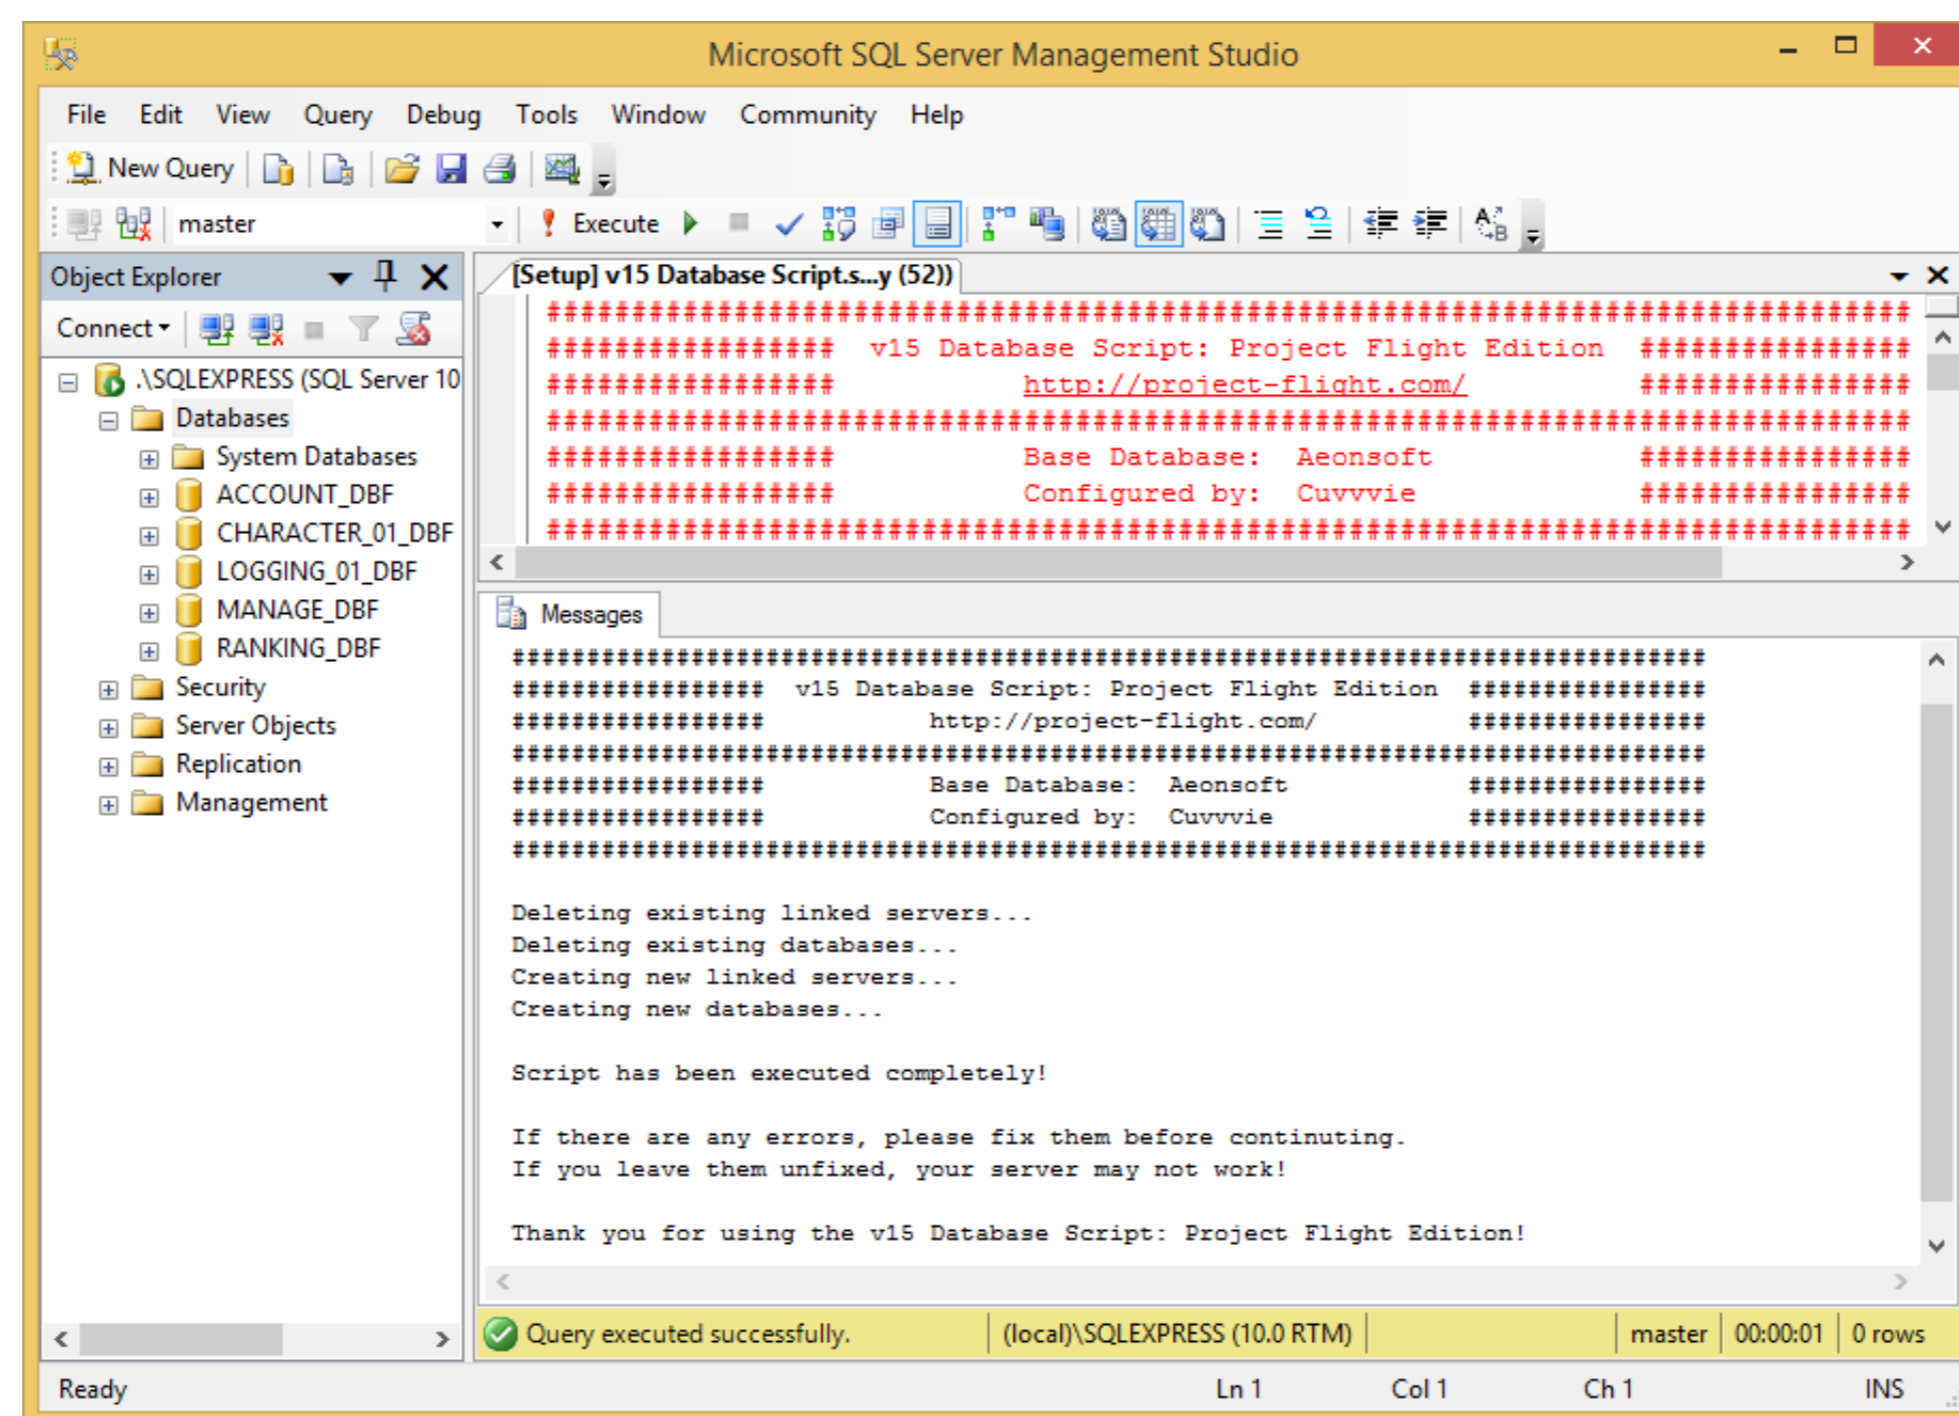 Microsoft SQL Server Management Studio
File Edit View Query Debug Tools Window Community Help
New Query
master Execute
Object Explorer
Connect
.\SQLEXPRESS (SQL Server 10
Databases
System Databases
ACCOUNT_DBF
CHARACTER_01_DBF
LOGGING_01_DBF
MANAGE_DBF
RANKING_DBF
Security
Server Objects
Replication
Management
[Setup] v15 Database Script.s...y (52))
################################################################################
################# v15 Database Script: Project Flight Edition ################
################# http://project-flight.com/ ################
################################################################################
################# Base Database: Aeonsoft ################
################# Configured by: Cuvvvie ################
################################################################################
Messages
################################################################################
################# v15 Database Script: Project Flight Edition ################
################# http://project-flight.com/ ################
################################################################################
################# Base Database: Aeonsoft ################
################# Configured by: Cuvvvie ################
################################################################################
Deleting existing linked servers...
Deleting existing databases...
Creating new linked servers...
Creating new databases...
Script has been executed completely!
If there are any errors, please fix them before continuting.
If you leave them unfixed, your server may not work!
Thank you for using the v15 Database Script: Project Flight Edition!
Query executed successfully. (local)\SQLEXPRESS (10.0 RTM) master 00:00:01 0 rows
Ready Ln 1 Col 1 Ch 1 INS